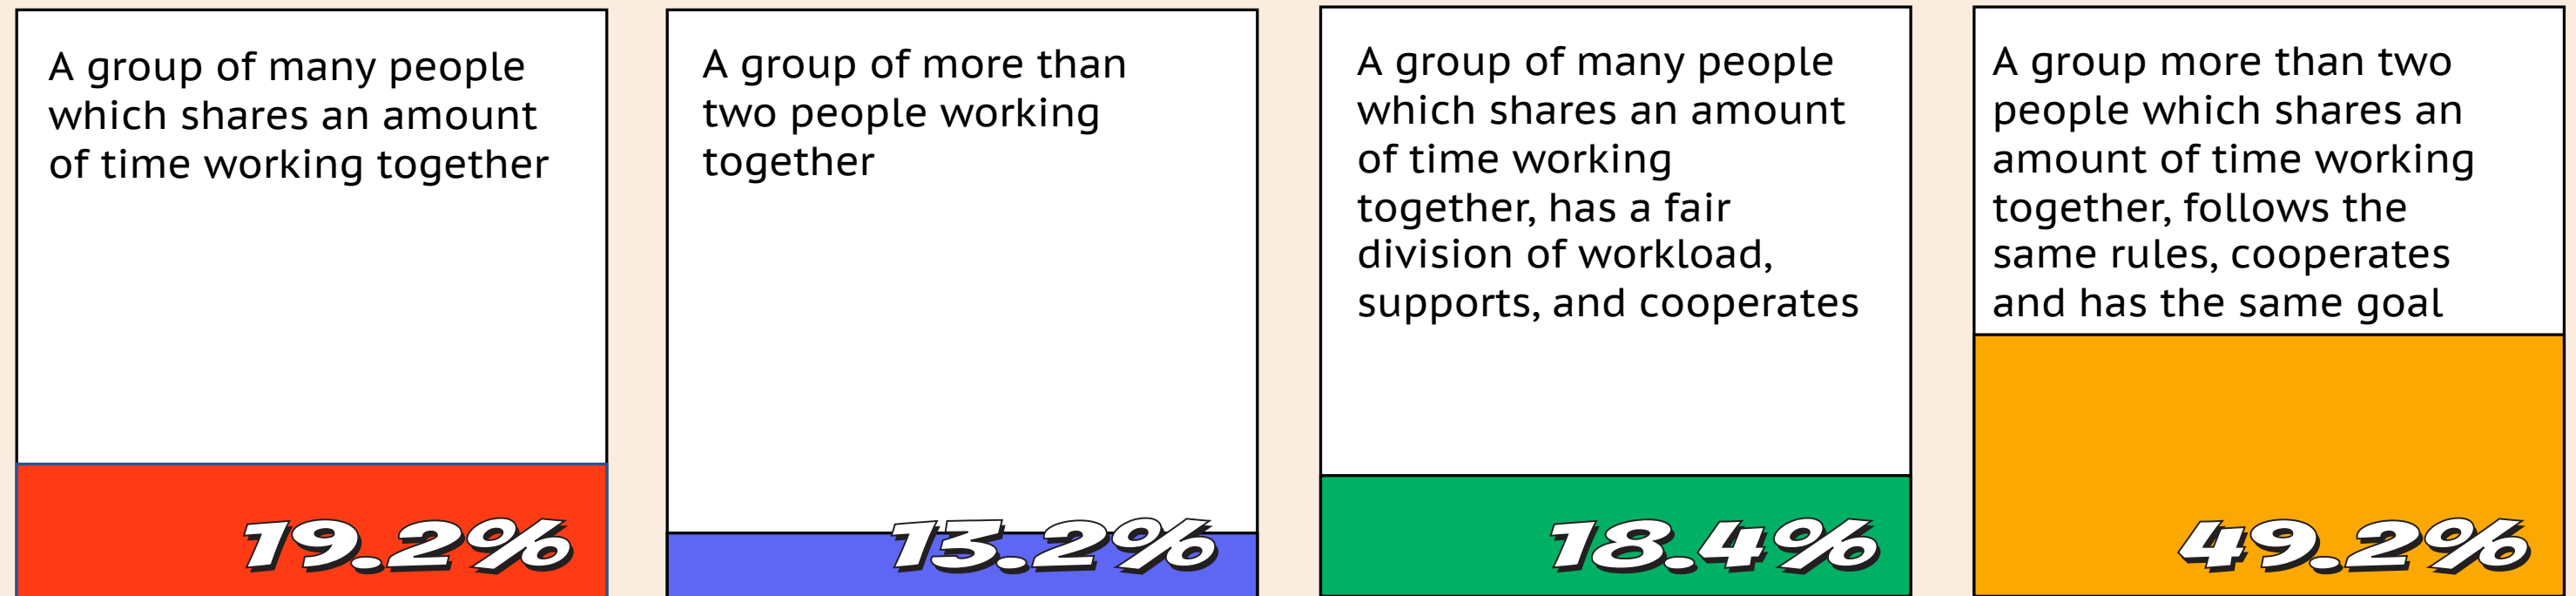 A group of many people
which shares an amount
of time working together
19.2%
A group of more than
two people working
together
13.2%
A group of many people
which shares an amount
of time working
together, has a fair
division of workload,
supports, and cooperates
18.4%
A group more than two
people which shares an
amount of time working
together, follows the
same rules, cooperates
and has the same goal
49.2%